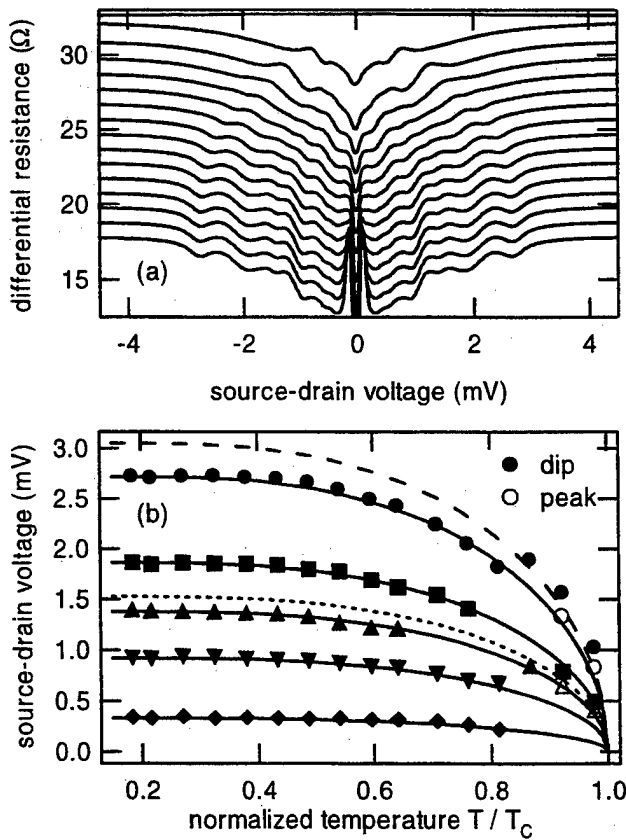 differential resistance (Ω)
30
25
20
15
(a)
-4 -2 0 2 4
source-drain voltage (mV)
source-drain voltage (mV)
3.0
2.5
2.0
1.5
1.0
0.5
0.0
(b)
dip
peak
0.2 0.4 0.6 0.8 1.0
normalized temperature T / T_C